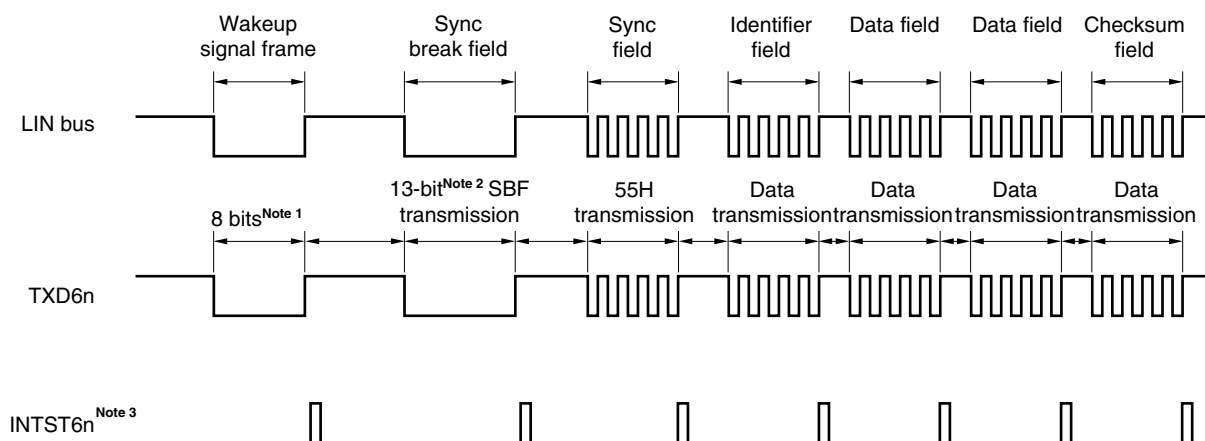 Wakeup signal frame
Sync break field
Sync field
Identifier field
Data field
Data field
Checksum field
LIN bus
8 bitsNote 1
13-bitNote 2 SBF transmission
55H transmission
Data transmission
Data transmission
Data transmission
Data transmission
TXD6n
INTST6nNote 3